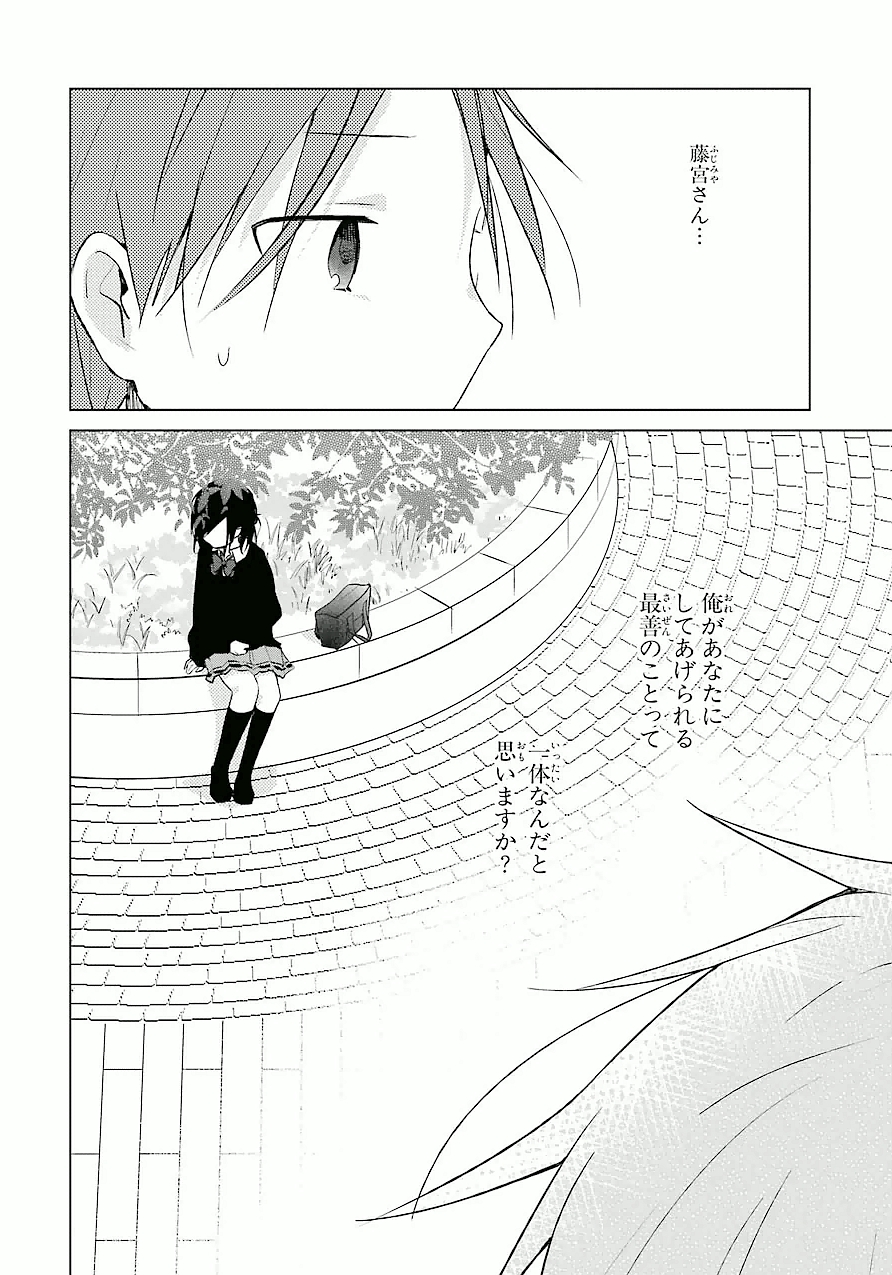 藤宮さん…
俺があなたに
してあげられる
最善のことって
一体なんだと
思いますか？